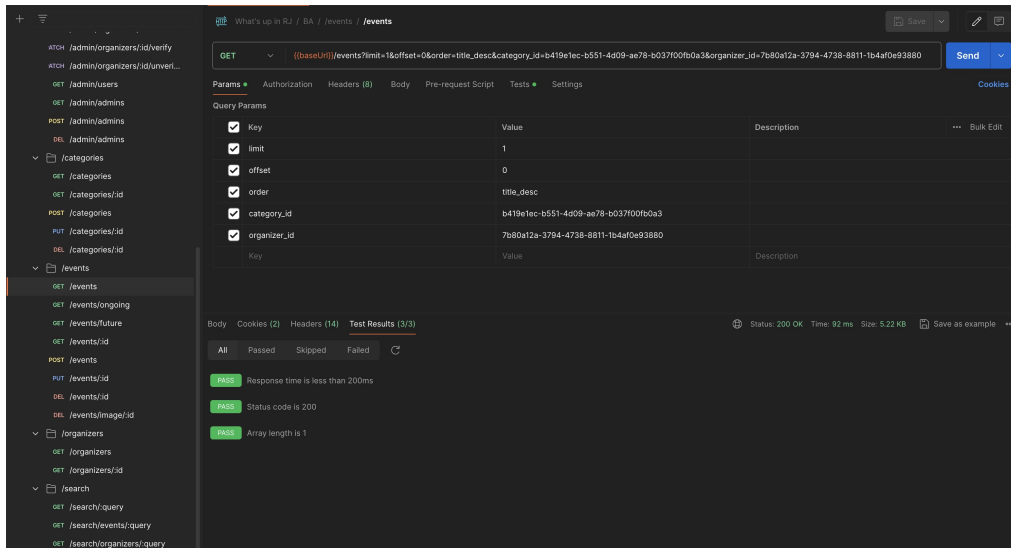 What's up in RJ / BA / /events / /events
Save
GET {{baseUrl}}/events?limit=1&offset=0&order=title_desc&category_id=b419e1ec-b551-4d09-ae78-b037f00fb0a3&organizer_id=7b80a12a-3794-4738-8811-1b4af0e93880 Send
Params Authorization Headers (8) Body Pre-request Script Tests Settings Cookies
Query Params
Key Value Description Bulk Edit
limit 1
offset 0
order title_desc
category_id b419e1ec-b551-4d09-ae78-b037f00fb0a3
organizer_id 7b80a12a-3794-4738-8811-1b4af0e93880
Key Value Description
Body Cookies (2) Headers (14) Test Results (3/3) Status: 200 OK Time: 92 ms Size: 5.22 KB Save as example
All Passed Skipped Failed
PASS Response time is less than 200ms
PASS Status code is 200
PASS Array length is 1
ATCH /admin/organizers/:id/verify
ATCH /admin/organizers/:id/unveri...
GET /admin/users
GET /admin/admins
POST /admin/admins
DEL /admin/admins
/categories
GET /categories
GET /categories/:id
POST /categories
PUT /categories/:id
DEL /categories/:id
/events
GET /events
GET /events/ongoing
GET /events/future
GET /events/:id
POST /events
PUT /events/:id
DEL /events/:id
DEL /events/image/:id
/organizers
GET /organizers
GET /organizers/:id
/search
GET /search/:query
GET /search/events/:query
GET /search/organizers/:query